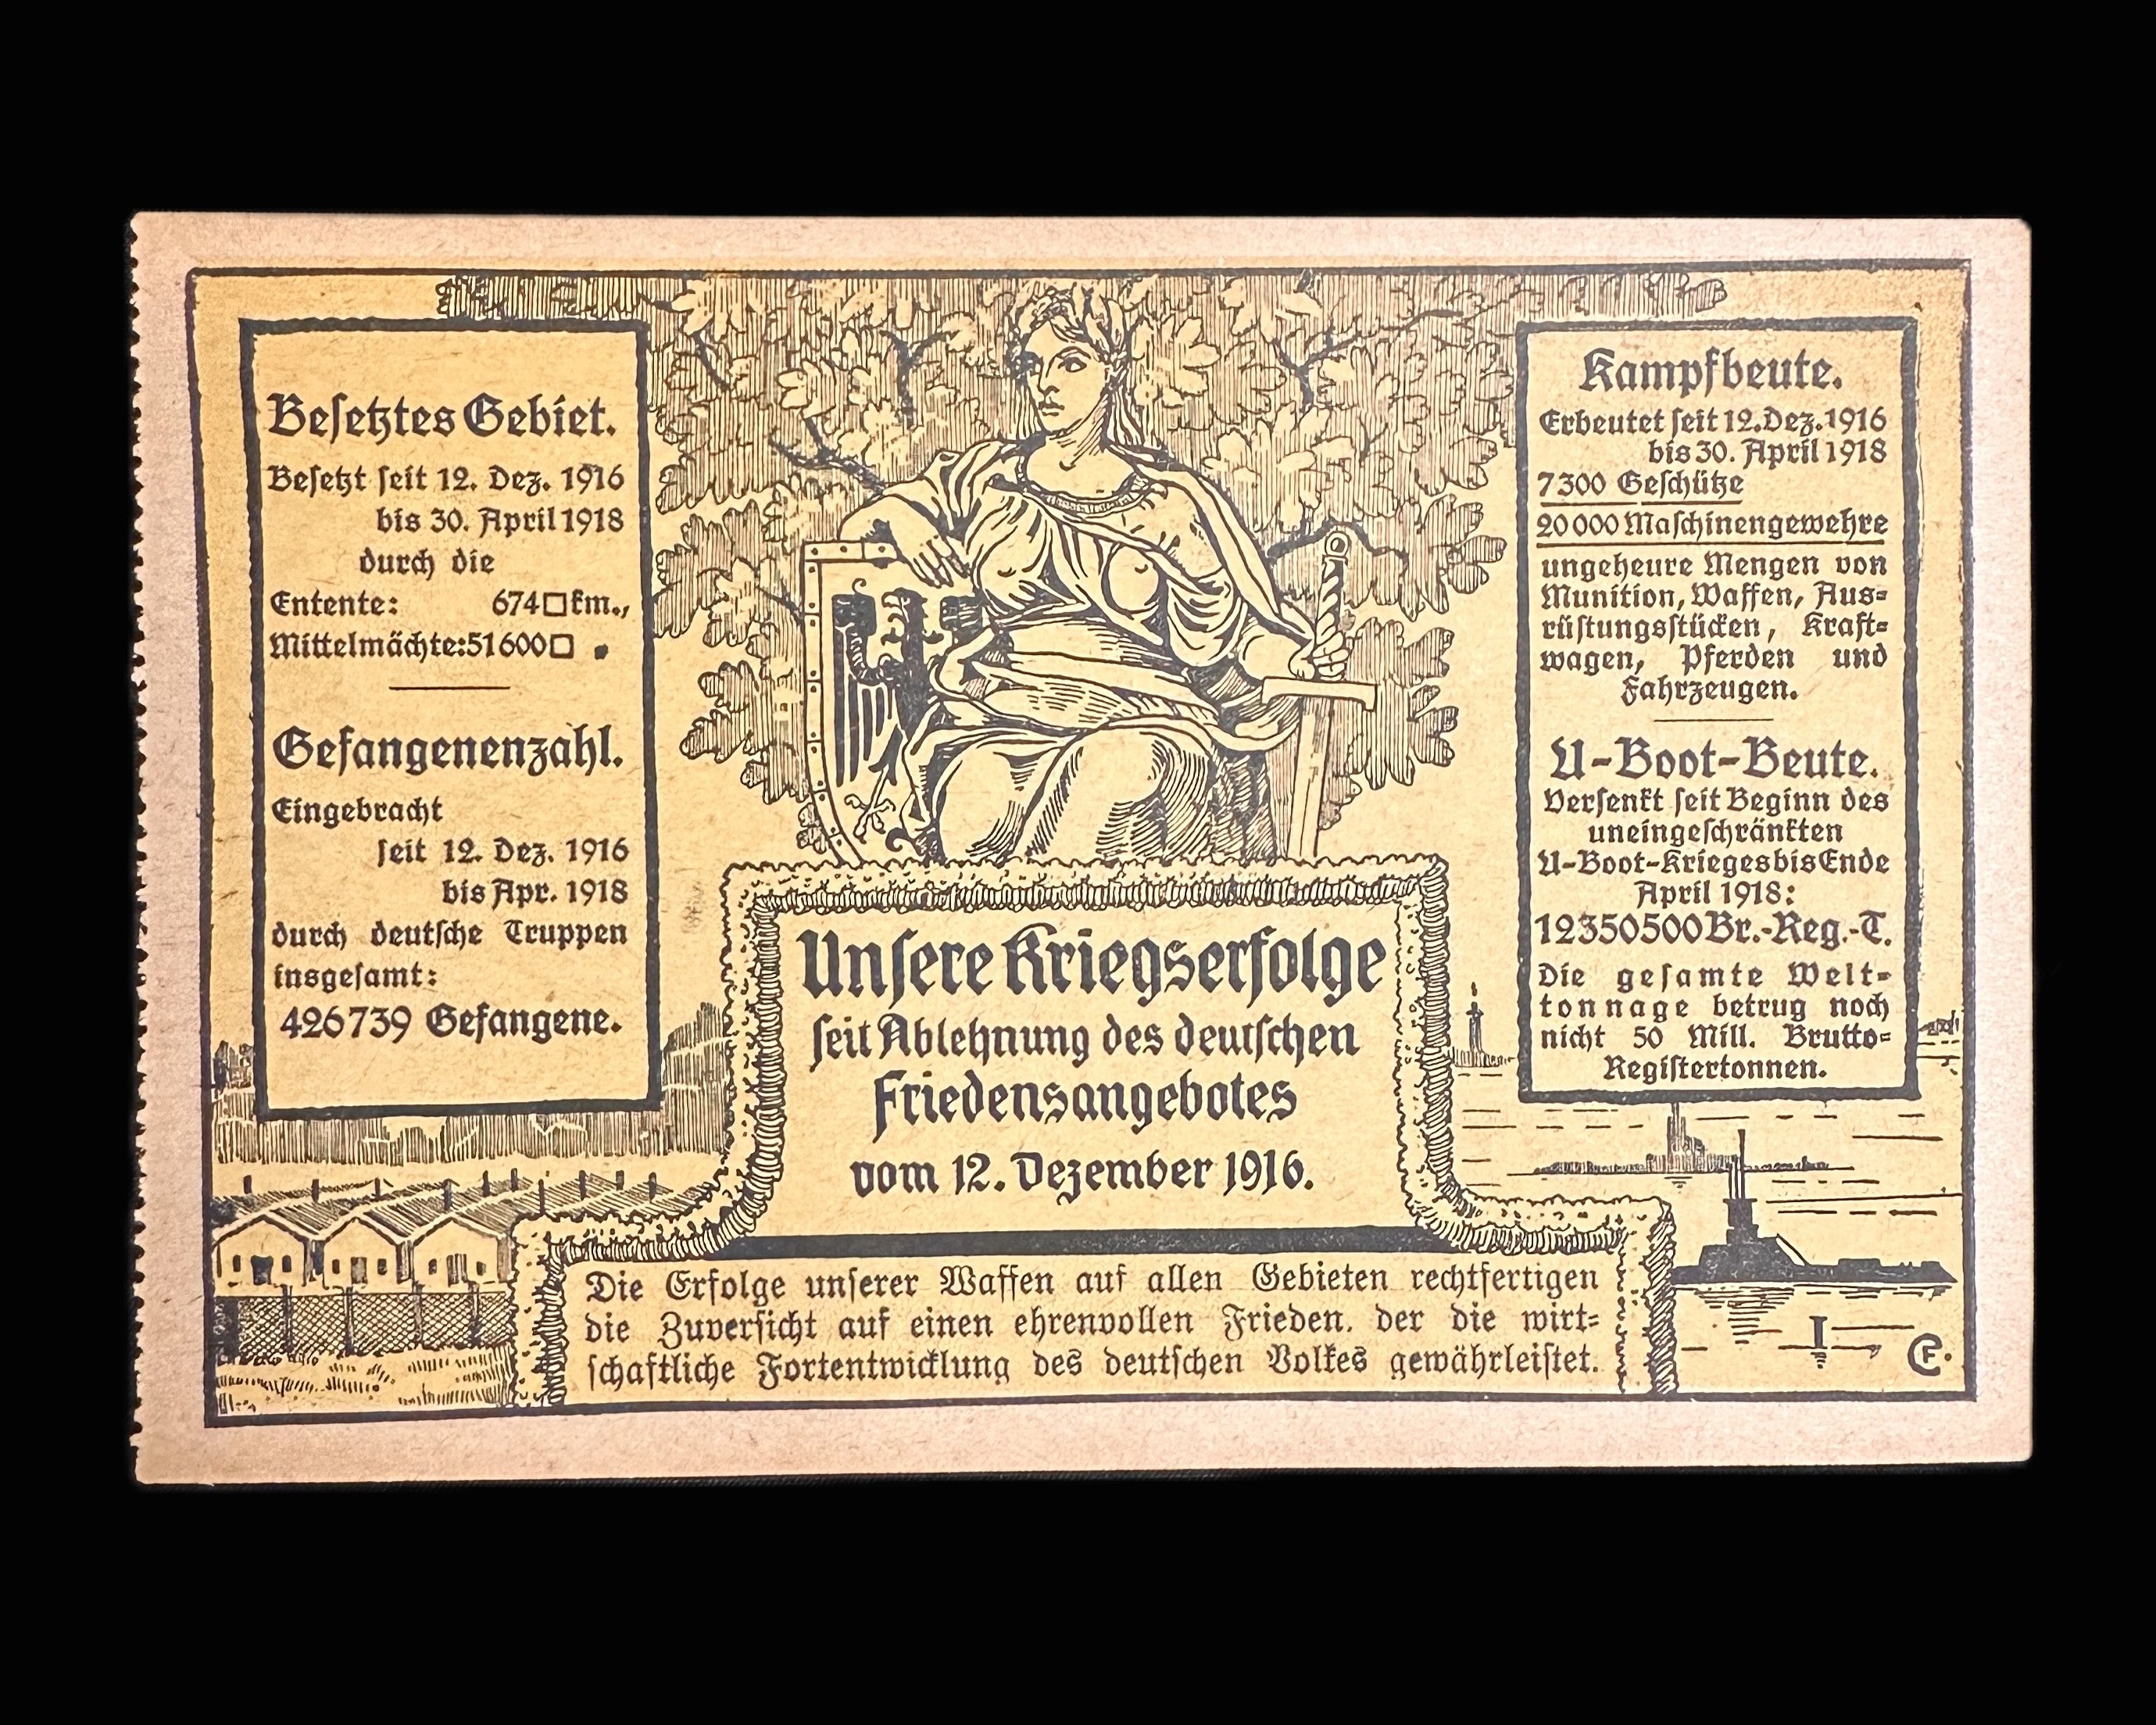 Besetztes Gebiet.
Besetzt seit 12. Dez. 1916
bis 30. April 1918
durch die
Entente: 674□km.,
Mittelmächte: 51600□ „
Gefangenenzahl.
Eingebracht
seit 12. Dez. 1916
bis Apr. 1918
durch deutsche Truppen
insgesamt:
426739 Gefangene.
Unsere Kriegserfolge
seit Ablehnung des deutschen
Friedensangebotes
vom 12. Dezember 1916.
Die Erfolge unserer Waffen auf allen Gebieten rechtfertigen
die Zuversicht auf einen ehrenvollen Frieden, der die wirt-
schaftliche Fortentwicklung des deutschen Volkes gewährleistet.
Kampfbeute.
Erbeutet seit 12. Dez. 1916
bis 30. April 1918
7300 Geschütze
20000 Maschinengewehre
ungeheure Mengen von
Munition, Waffen, Aus-
rüstungsstücken, Kraft-
wagen, Pferden und
Fahrzeugen.
U-Boot-Beute.
Versenkt seit Beginn des
uneingeschränkten
U-Boot-Krieges bis Ende
April 1918:
12350500 Br.-Reg.-T.
Die gesamte Welt-
tonnage betrug noch
nicht 50 Mill. Brutto-
Registertonnen.
CF.